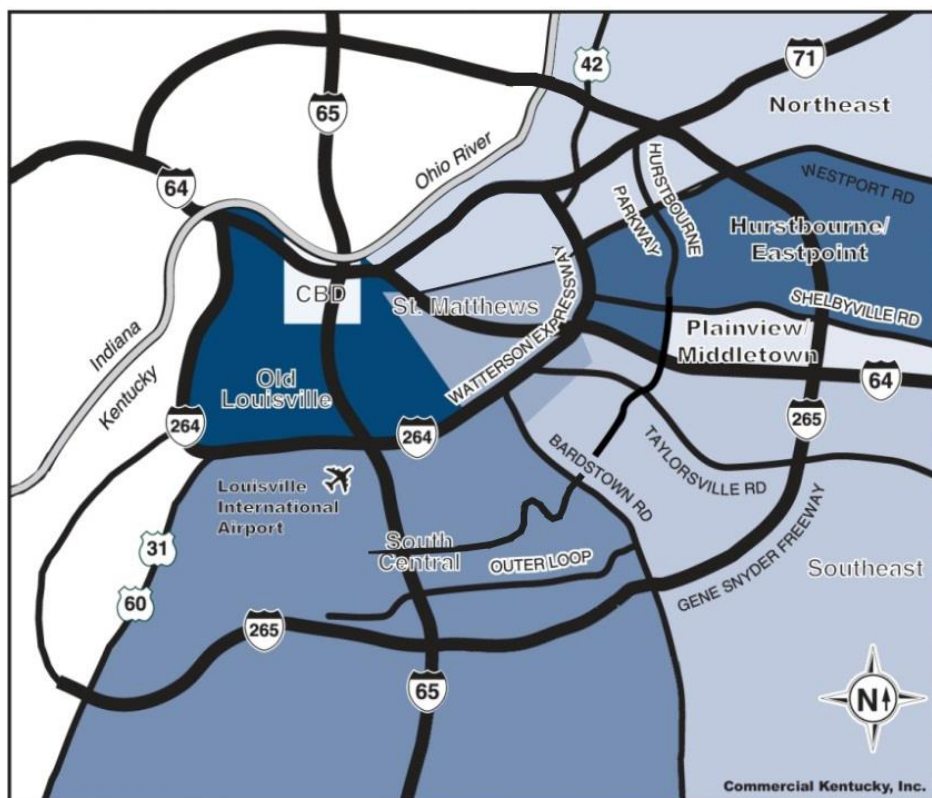 42
71
65
Northeast
Ohio River
HURSTBOURNE
PARKWAY
WESTPORT RD
64
Hurstbourne/
Eastpoint
WATTERSON EXPRESSWAY
CBD
St. Matthews
SHELBYVILLE RD
Indiana
Kentucky
Plainview/
Middletown
Old
Louisville
64
264
264
265
BARDSTOWN RD
TAYLORSVILLE RD
Louisville
International
Airport
31
South
Central
OUTER LOOP
GENE SNYDER FREEWAY
Southeast
60
265
65
N
Commercial Kentucky, Inc.